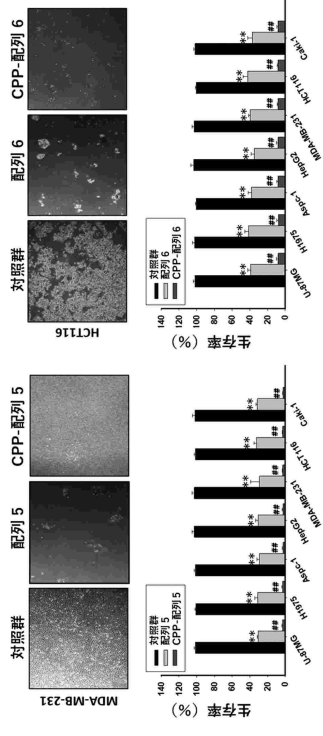 対照群
配列 5
CPP-配列 5
MDA-MB-231
生存率 (%)
140
120
100
80
60
40
20
0
対照群
配列 5
CPP-配列 5
** ##
** ##
** ##
** ##
** ##
** ##
** ##
U-87MG
H1975
Aspc-1
HepG2
MDA-MB-231
HCT116
Caki-1
対照群
配列 6
CPP-配列 6
HCT116
生存率 (%)
140
120
100
80
60
40
20
0
対照群
配列 6
CPP-配列 6
** ##
** ##
** ##
** ##
** ##
** ##
** ##
U-87MG
H1975
Aspc-1
HepG2
MDA-MB-231
HCT116
Caki-1